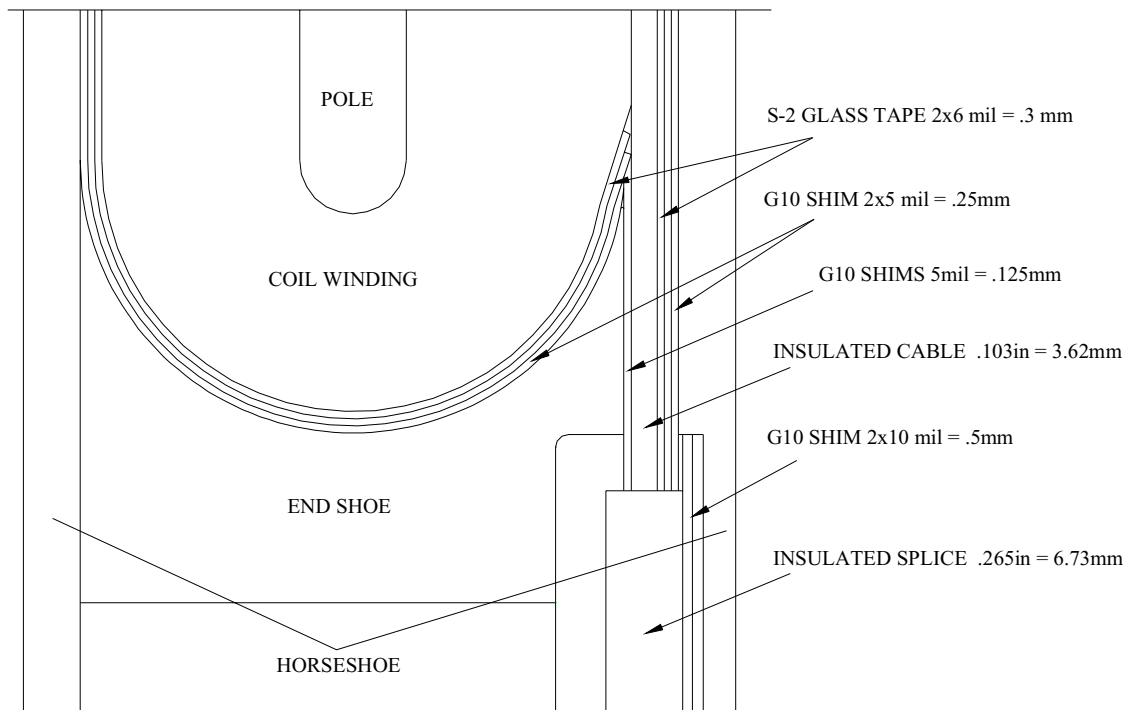 POLE
S-2 GLASS TAPE 2x6 mil = .3 mm
G10 SHIM 2x5 mil = .25mm
COIL WINDING
G10 SHIMS 5mil = .125mm
INSULATED CABLE .103in = 3.62mm
G10 SHIM 2x10 mil = .5mm
END SHOE
INSULATED SPLICE .265in = 6.73mm
HORSESHOE